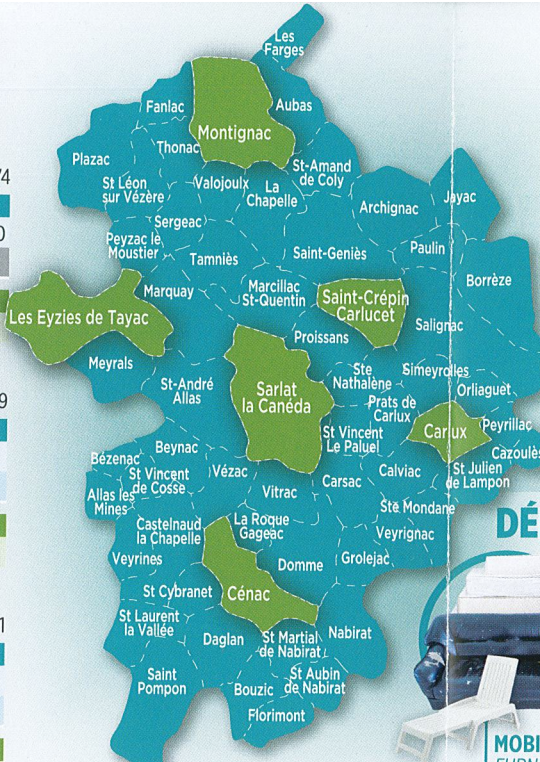 Les
Farges
Fanlac
Aubas
Montignac
Thonac
Plazac
St-Amand
de Coly
74
St Léon
sur Vézère
Valojoulx
La
Chapelle
Jayac
Archignac
Sergeac
0
Peyzac le
Moustier
Tamniès
Saint-Geniès
Paulin
Borrèze
Marquay
Marcillac
St-Quentin
Saint-Crépin
Carlucet
Les Eyzies de Tayac
Salignac
Proissans
Meyrals
Ste
Nathalène
Simeyrolles
St-André
Allas
Sarlat
la Canéda
Orliaguet
9
Prats de
Carlux
Carlux
Peyrillac
St Vincent
Le Paluel
Beynac
Cazoulès
Bézenac
Vézac
St Vincent
de Cosse
Calviac
St Julien
de Lampon
Carsac
Vitrac
Allas les
Mines
Ste Mondane
Castelnaud
la Chapelle
La Roque
Gageac
Veyrignac
DÉ
Veyrines
Domme
Grolejac
St Cybranet
Cénac
St Laurent
la Vallée
1
Daglan
St Martial
de Nabirat
Nabirat
Saint
Pompon
St Aubin
de Nabirat
Bouzic
Florimont
MOBI